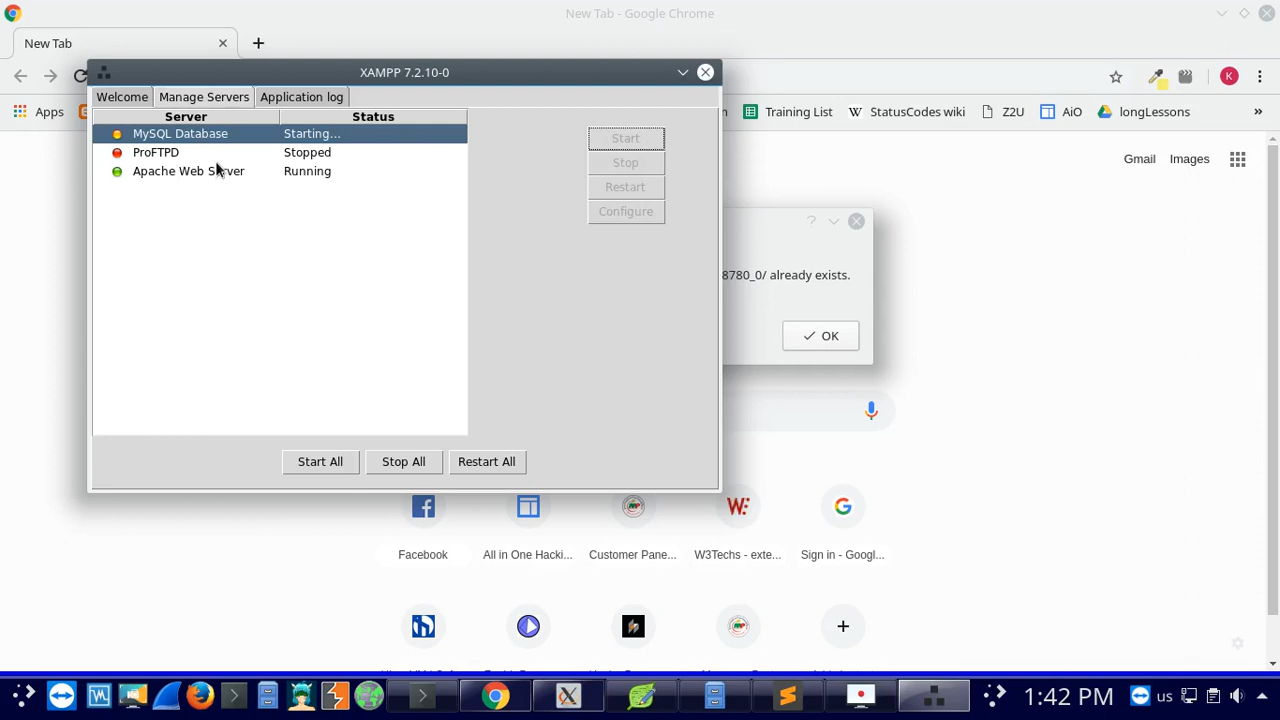 New Tab - Google Chrome
New Tab
XAMPP 7.2.10-0
Apps
Training List
StatusCodes wiki
Z2U
AiO
longLessons
»
K
Welcome
Manage Servers
Application log
Server
Status
MySQL Database
Starting...
ProFTPD
Stopped
Apache Web Server
Running
Start
Stop
Restart
Configure
Start All
Stop All
Restart All
Gmail
Images
8780_0/ already exists.
OK
Facebook
All in One Hacki...
Customer Pane...
W3Techs - exte...
Sign in - Googl...
1:42 PM
us